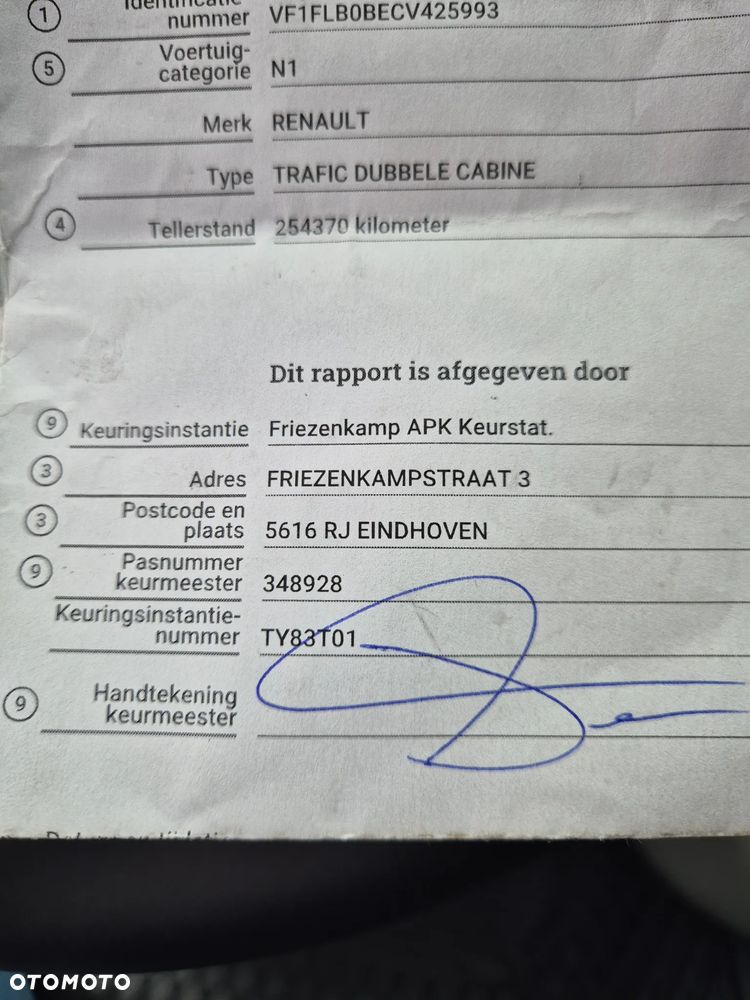 1 Identificatie-
nummer VF1FLB0BECV425993
5 Voertuig-
categorie N1
Merk RENAULT
Type TRAFIC DUBBELE CABINE
4 Tellerstand 254370 kilometer
Dit rapport is afgegeven door
9 Keuringsinstantie Friezenkamp APK Keurstat.
3 Adres FRIEZENKAMPSTRAAT 3
3 Postcode en
plaats 5616 RJ EINDHOVEN
9 Pasnummer
keurmeester 348928
Keuringsinstantie-
nummer TY83T01
9 Handtekening
keurmeester
OTOMOTO